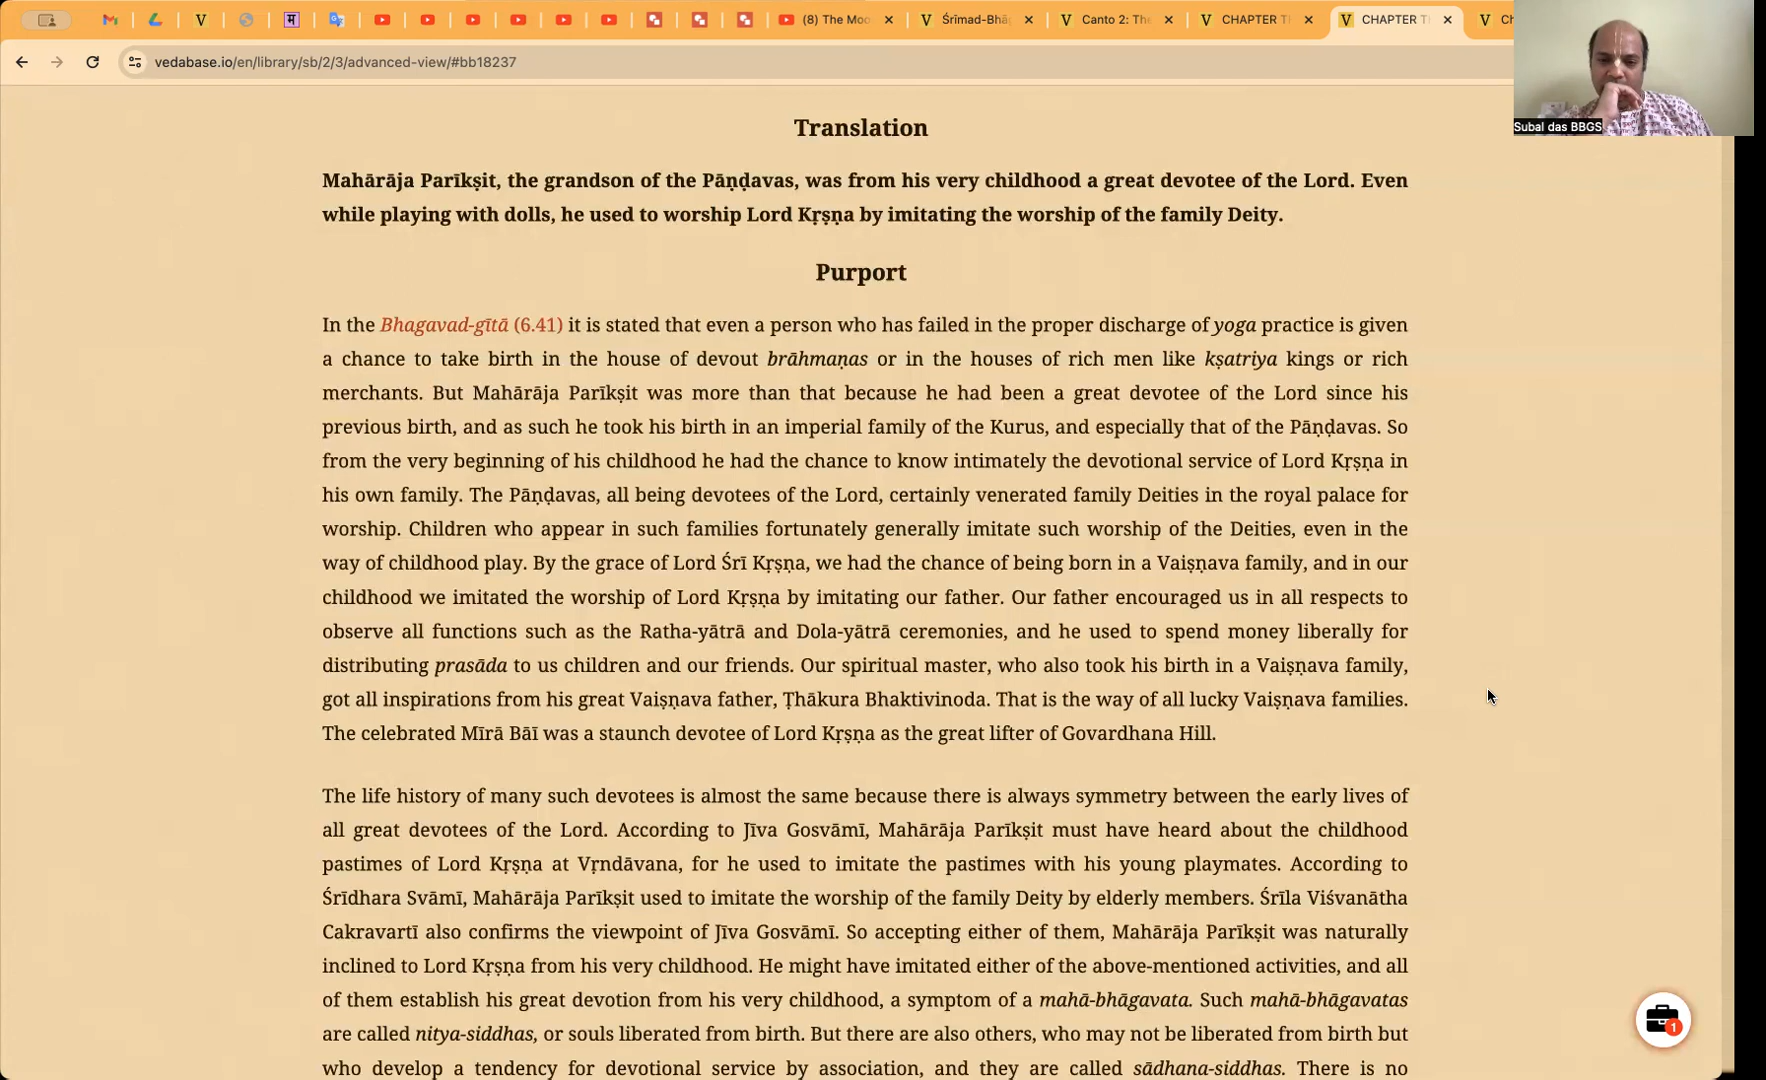 (8) The Moo
Śrīmad-Bhāg
Canto 2: The
CHAPTER T
CHAPTER T
Ch
vedabase.io/en/library/sb/2/3/advanced-view/#bb18237
Subal das BBGS
Translation
Mahārāja Parīkṣit, the grandson of the Pāṇḍavas, was from his very childhood a great devotee of the Lord. Even
while playing with dolls, he used to worship Lord Kṛṣṇa by imitating the worship of the family Deity.
Purport
In the Bhagavad-gītā (6.41) it is stated that even a person who has failed in the proper discharge of yoga practice is given
a chance to take birth in the house of devout brāhmaṇas or in the houses of rich men like kṣatriya kings or rich
merchants. But Mahārāja Parīkṣit was more than that because he had been a great devotee of the Lord since his
previous birth, and as such he took his birth in an imperial family of the Kurus, and especially that of the Pāṇḍavas. So
from the very beginning of his childhood he had the chance to know intimately the devotional service of Lord Kṛṣṇa in
his own family. The Pāṇḍavas, all being devotees of the Lord, certainly venerated family Deities in the royal palace for
worship. Children who appear in such families fortunately generally imitate such worship of the Deities, even in the
way of childhood play. By the grace of Lord Śrī Kṛṣṇa, we had the chance of being born in a Vaiṣṇava family, and in our
childhood we imitated the worship of Lord Kṛṣṇa by imitating our father. Our father encouraged us in all respects to
observe all functions such as the Ratha-yātrā and Dola-yātrā ceremonies, and he used to spend money liberally for
distributing prasāda to us children and our friends. Our spiritual master, who also took his birth in a Vaiṣṇava family,
got all inspirations from his great Vaiṣṇava father, Ṭhākura Bhaktivinoda. That is the way of all lucky Vaiṣṇava families.
The celebrated Mīrā Bāī was a staunch devotee of Lord Kṛṣṇa as the great lifter of Govardhana Hill.
The life history of many such devotees is almost the same because there is always symmetry between the early lives of
all great devotees of the Lord. According to Jīva Gosvāmī, Mahārāja Parīkṣit must have heard about the childhood
pastimes of Lord Kṛṣṇa at Vṛndāvana, for he used to imitate the pastimes with his young playmates. According to
Śrīdhara Svāmī, Mahārāja Parīkṣit used to imitate the worship of the family Deity by elderly members. Śrīla Viśvanātha
Cakravartī also confirms the viewpoint of Jīva Gosvāmī. So accepting either of them, Mahārāja Parīkṣit was naturally
inclined to Lord Kṛṣṇa from his very childhood. He might have imitated either of the above-mentioned activities, and all
of them establish his great devotion from his very childhood, a symptom of a mahā-bhāgavata. Such mahā-bhāgavatas
are called nitya-siddhas, or souls liberated from birth. But there are also others, who may not be liberated from birth but
who develop a tendency for devotional service by association, and they are called sādhana-siddhas. There is no
1